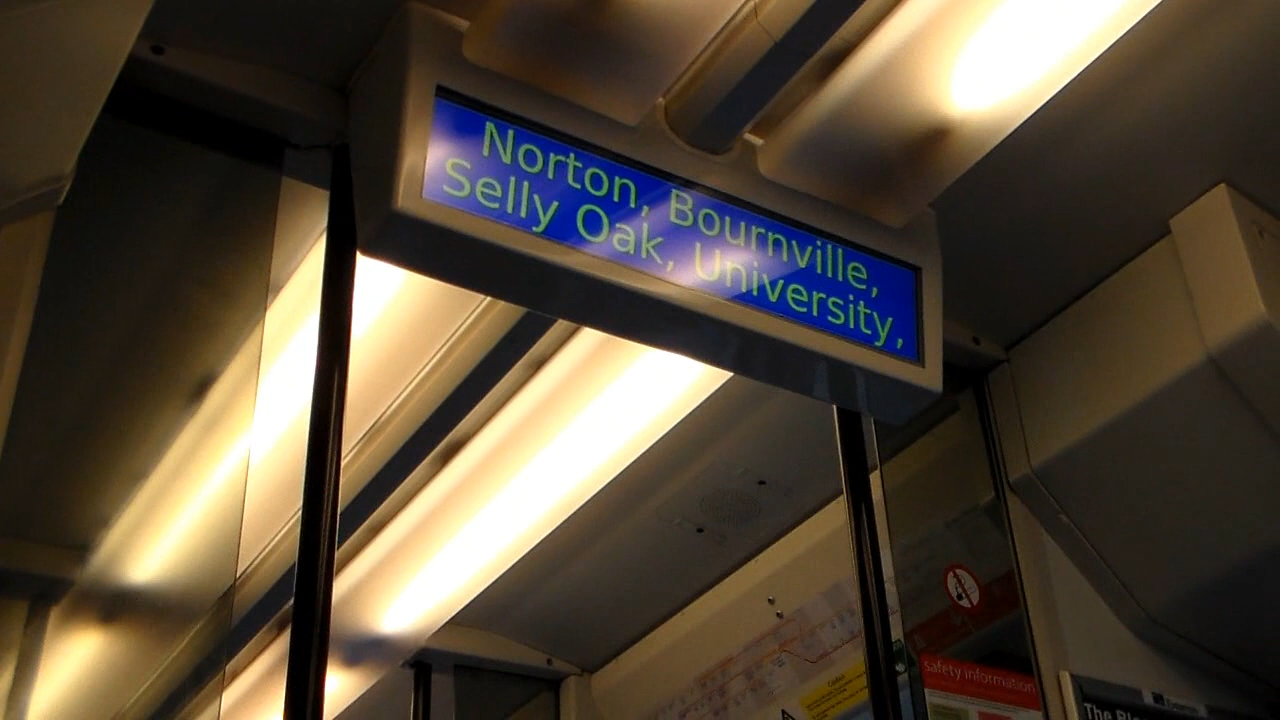 Norton, Bournville,
Selly Oak, University,
safety information